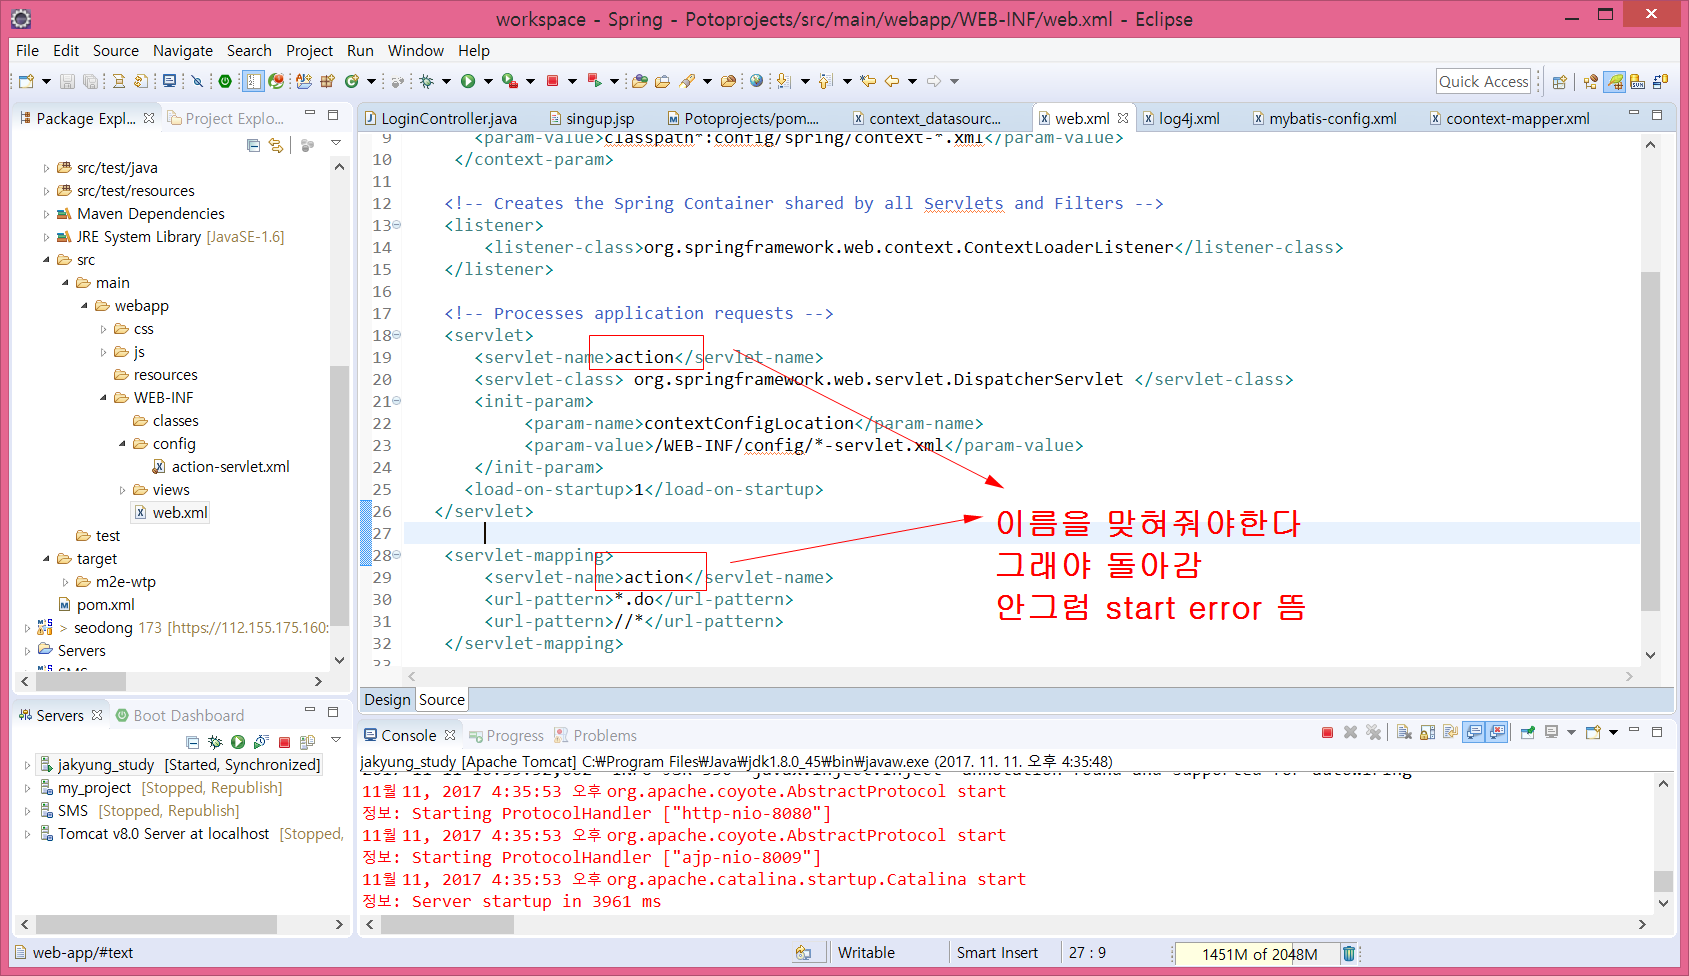 workspace - Spring - Potoprojects/src/main/webapp/WEB-INF/web.xml - Eclipse
File Edit Source Navigate Search Project Run Window Help
Quick Access
Package Expl... Project Explo...
LoginController.java singup.jsp Potoprojects/pom.... context_datasourc... web.xml log4j.xml mybatis-config.xml coontext-mapper.xml
src/test/java
src/test/resources
Maven Dependencies
JRE System Library [JavaSE-1.6]
src
main
webapp
css
js
resources
WEB-INF
classes
config
action-servlet.xml
views
web.xml
test
target
m2e-wtp
pom.xml
> seodong 173 [https://112.155.175.160:
Servers
SMS
9 <param-value>classpath*:config/spring/context-*.xml</param-value>
10 </context-param>
11
12 <!-- Creates the Spring Container shared by all Servlets and Filters -->
13 <listener>
14 <listener-class>org.springframework.web.context.ContextLoaderListener</listener-class>
15 </listener>
16
17 <!-- Processes application requests -->
18 <servlet>
19 <servlet-name>action</servlet-name>
20 <servlet-class> org.springframework.web.servlet.DispatcherServlet </servlet-class>
21 <init-param>
22 <param-name>contextConfigLocation</param-name>
23 <param-value>/WEB-INF/config/*-servlet.xml</param-value>
24 </init-param>
25 <load-on-startup>1</load-on-startup>
26 </servlet>
27
28 <servlet-mapping>
29 <servlet-name>action</servlet-name>
30 <url-pattern>*.do</url-pattern>
31 <url-pattern>//*</url-pattern>
32 </servlet-mapping>
33
이름을 맞혀줘야한다
그래야 돌아감
안그럼 start error 뜸
Design Source
Servers Boot Dashboard
jakyung_study [Started, Synchronized]
my_project [Stopped, Republish]
SMS [Stopped, Republish]
Tomcat v8.0 Server at localhost [Stopped,
Console Progress Problems
jakyung_study [Apache Tomcat] C:₩Program Files₩Java₩jdk1.8.0_45₩bin₩javaw.exe (2017. 11. 11. 오후 4:35:48)
11월 11, 2017 4:35:53 오후 org.apache.coyote.AbstractProtocol start
정보: Starting ProtocolHandler ["http-nio-8080"]
11월 11, 2017 4:35:53 오후 org.apache.coyote.AbstractProtocol start
정보: Starting ProtocolHandler ["ajp-nio-8009"]
11월 11, 2017 4:35:53 오후 org.apache.catalina.startup.Catalina start
정보: Server startup in 3961 ms
web-app/#text Writable Smart Insert 27 : 9 1451M of 2048M